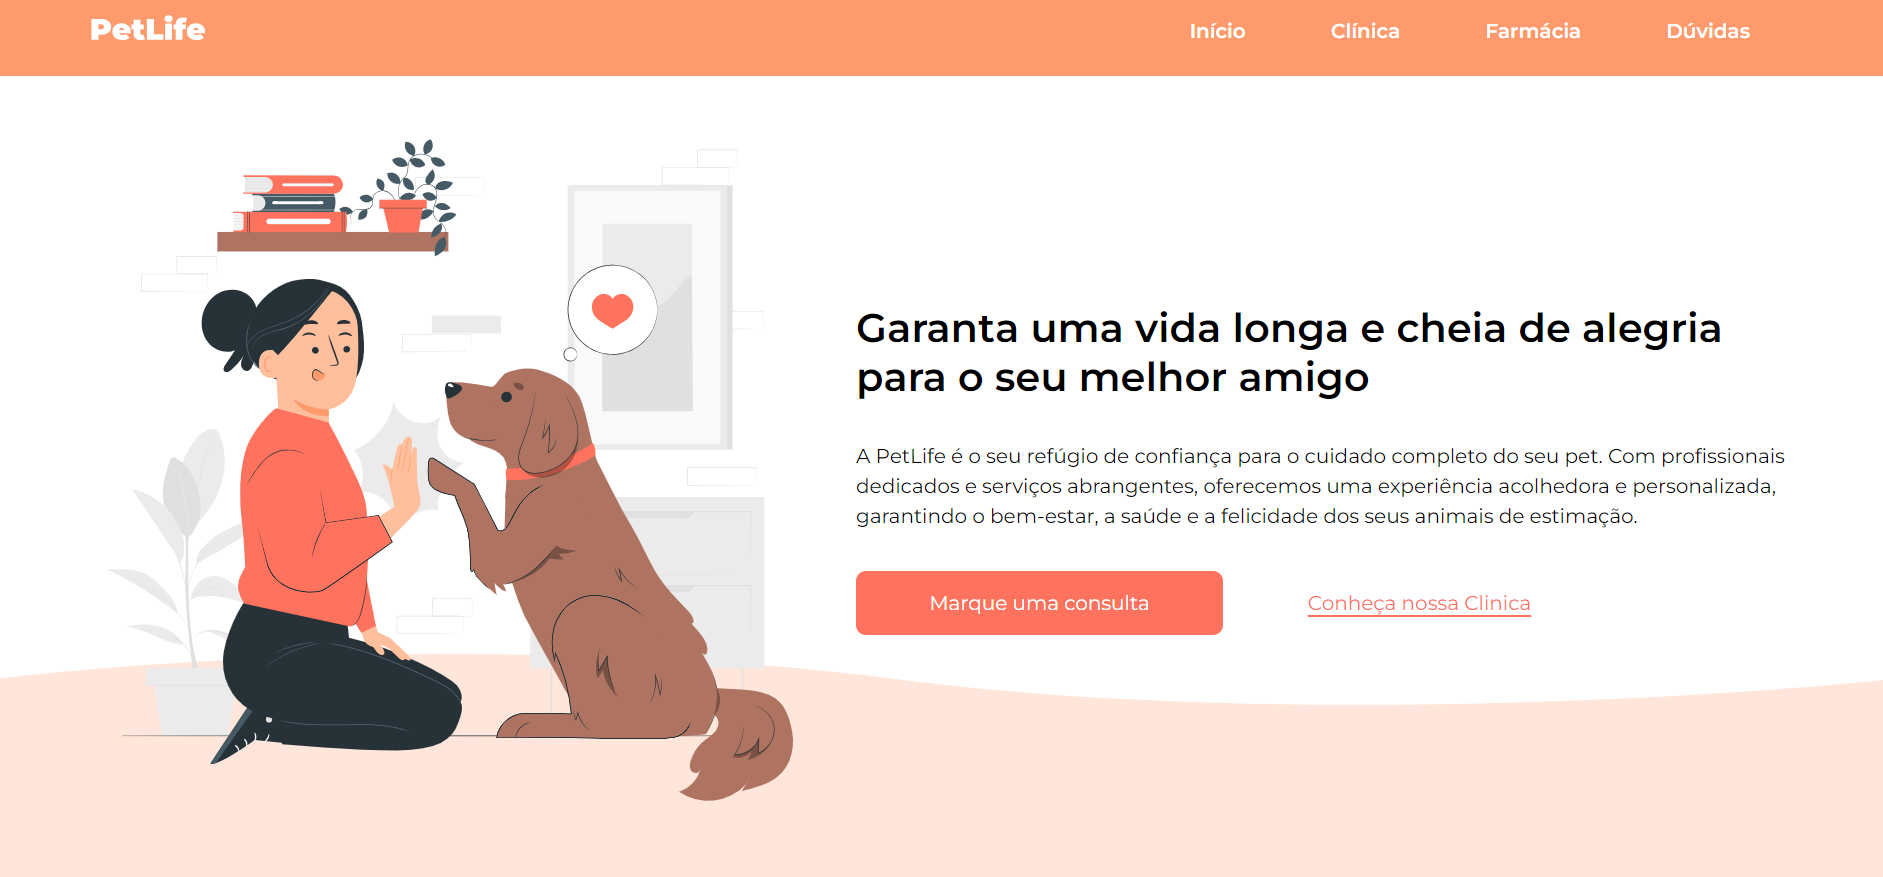 PetLife
Início
Clínica
Farmácia
Dúvidas
Garanta uma vida longa e cheia de alegria
para o seu melhor amigo
A PetLife é o seu refúgio de confiança para o cuidado completo do seu pet. Com profissionais
dedicados e serviços abrangentes, oferecemos uma experiência acolhedora e personalizada,
garantindo o bem-estar, a saúde e a felicidade dos seus animais de estimação.
Marque uma consulta
Conheça nossa Clinica